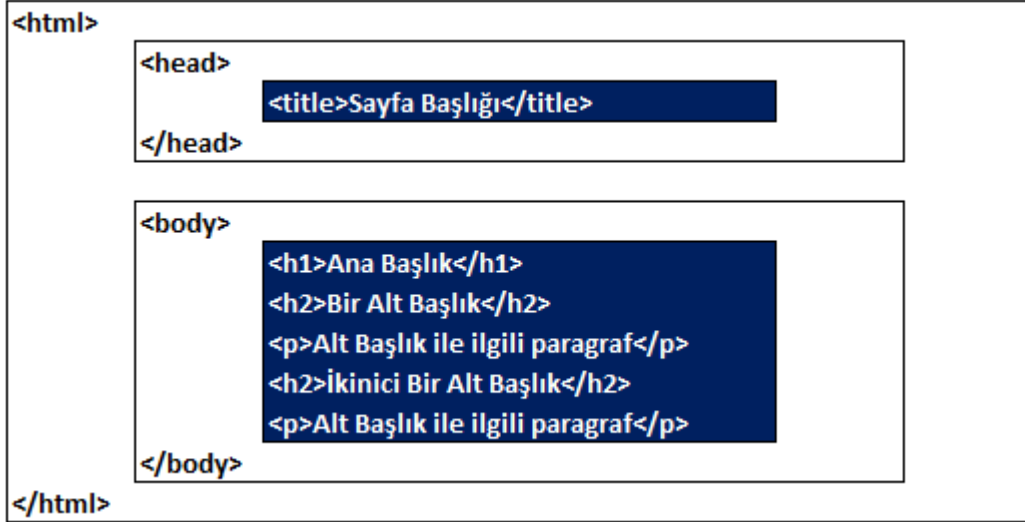 <html>
<head>
<title>Sayfa Başlığı</title>
</head>
<body>
<h1>Ana Başlık</h1>
<h2>Bir Alt Başlık</h2>
<p>Alt Başlık ile ilgili paragraf</p>
<h2>İkinici Bir Alt Başlık</h2>
<p>Alt Başlık ile ilgili paragraf</p>
</body>
</html>